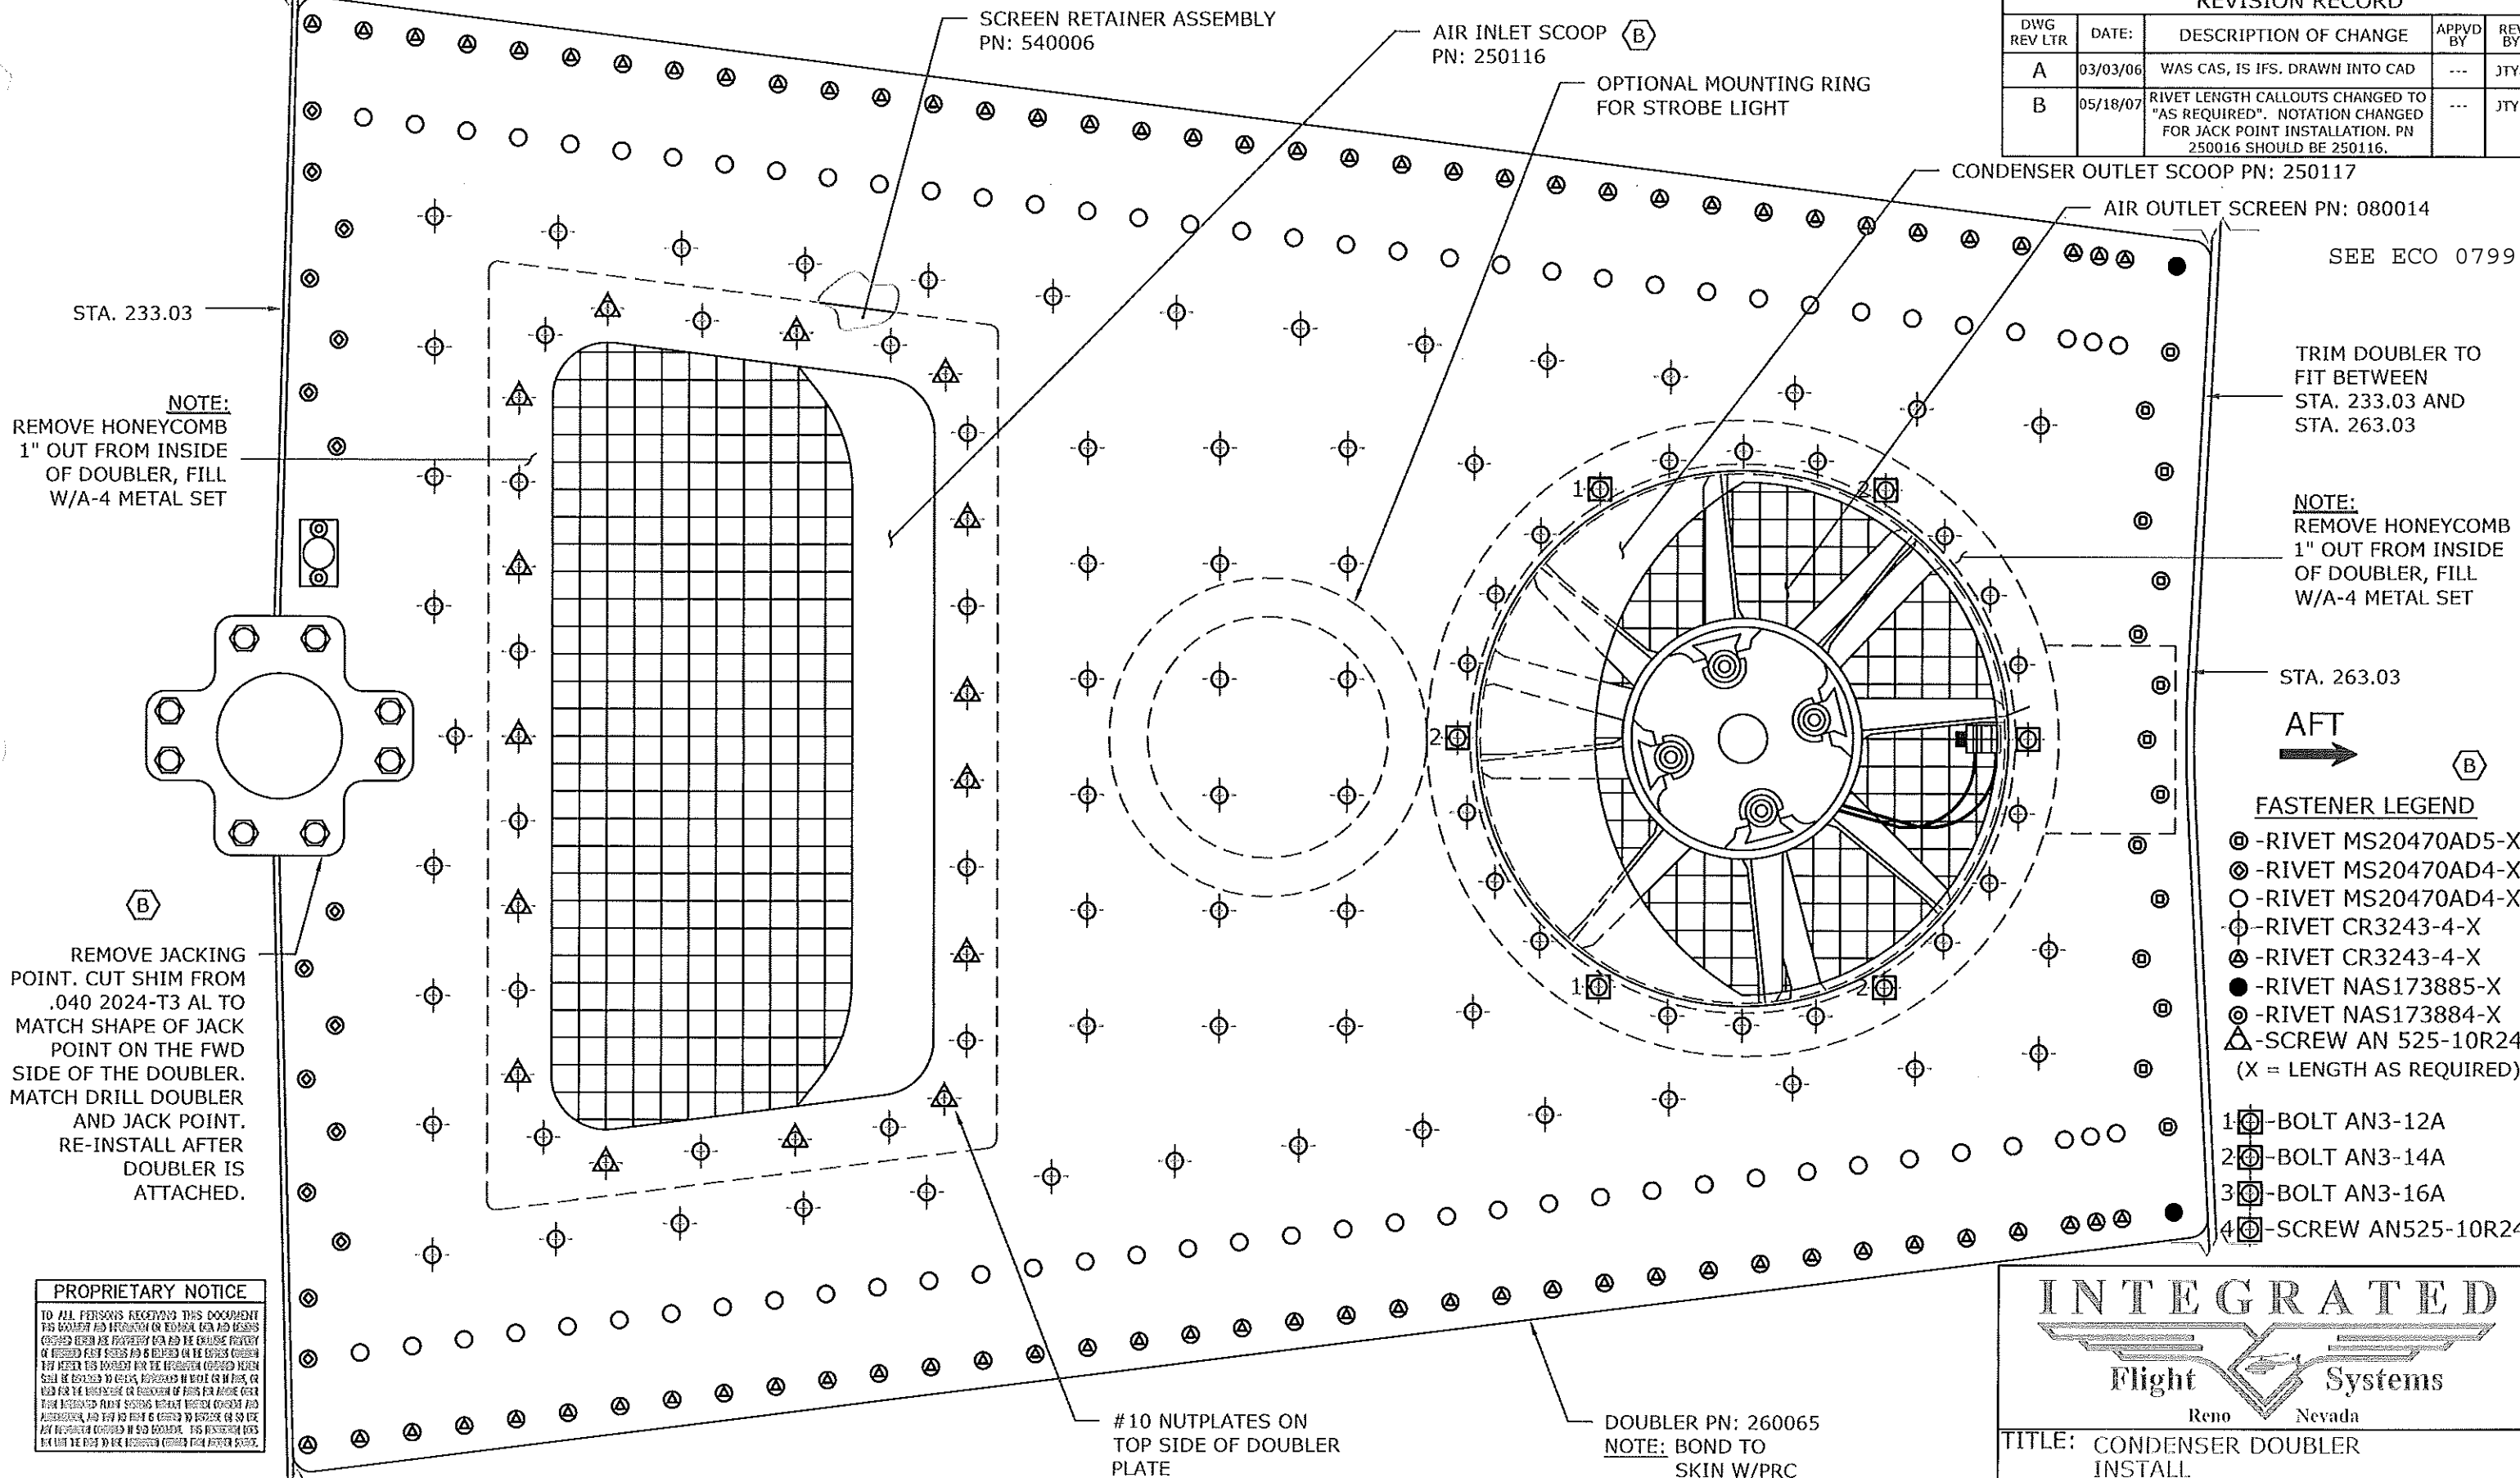 SCREEN RETAINER ASSEMBLY
PN: 540006
AIR INLET SCOOP
PN: 250116
B
OPTIONAL MOUNTING RING
FOR STROBE LIGHT
REVISION RECORD
DWG REV LTR DATE: DESCRIPTION OF CHANGE APPVD BY
A 03/03/06 WAS CAS, IS IFS. DRAWN INTO CAD --- JTY
B 05/18/07 RIVET LENGTH CALLOUTS CHANGED TO --- JTY
"AS REQUIRED". NOTATION CHANGED
FOR JACK POINT INSTALLATION. PN
250016 SHOULD BE 250116.
CONDENSER OUTLET SCOOP PN: 250117
AIR OUTLET SCREEN PN: 080014
SEE ECO 0799
STA. 233.03
NOTE:
REMOVE HONEYCOMB
1" OUT FROM INSIDE
OF DOUBLER, FILL
W/A-4 METAL SET
TRIM DOUBLER TO
FIT BETWEEN
STA. 233.03 AND
STA. 263.03
NOTE:
REMOVE HONEYCOMB
1" OUT FROM INSIDE
OF DOUBLER, FILL
W/A-4 METAL SET
1
2
2
1
2
STA. 263.03
AFT
B
FASTENER LEGEND
-RIVET MS20470AD5-X
-RIVET MS20470AD4-X
-RIVET MS20470AD4-X
-RIVET CR3243-4-X
-RIVET CR3243-4-X
-RIVET NAS173885-X
-RIVET NAS173884-X
-SCREW AN 525-10R24
(X = LENGTH AS REQUIRED)
1 -BOLT AN3-12A
2 -BOLT AN3-14A
3 -BOLT AN3-16A
4 -SCREW AN525-10R24
B
REMOVE JACKING
POINT. CUT SHIM FROM
.040 2024-T3 AL TO
MATCH SHAPE OF JACK
POINT ON THE FWD
SIDE OF THE DOUBLER.
MATCH DRILL DOUBLER
AND JACK POINT.
RE-INSTALL AFTER
DOUBLER IS
ATTACHED.
PROPRIETARY NOTICE
TO ALL PERSONS RECEIVING THIS DOCUMENT
#10 NUTPLATES ON
TOP SIDE OF DOUBLER
PLATE
DOUBLER PN: 260065
NOTE: BOND TO
SKIN W/PRC
INTEGRATED
Flight Systems
Reno Nevada
TITLE: CONDENSER DOUBLER
INSTALL